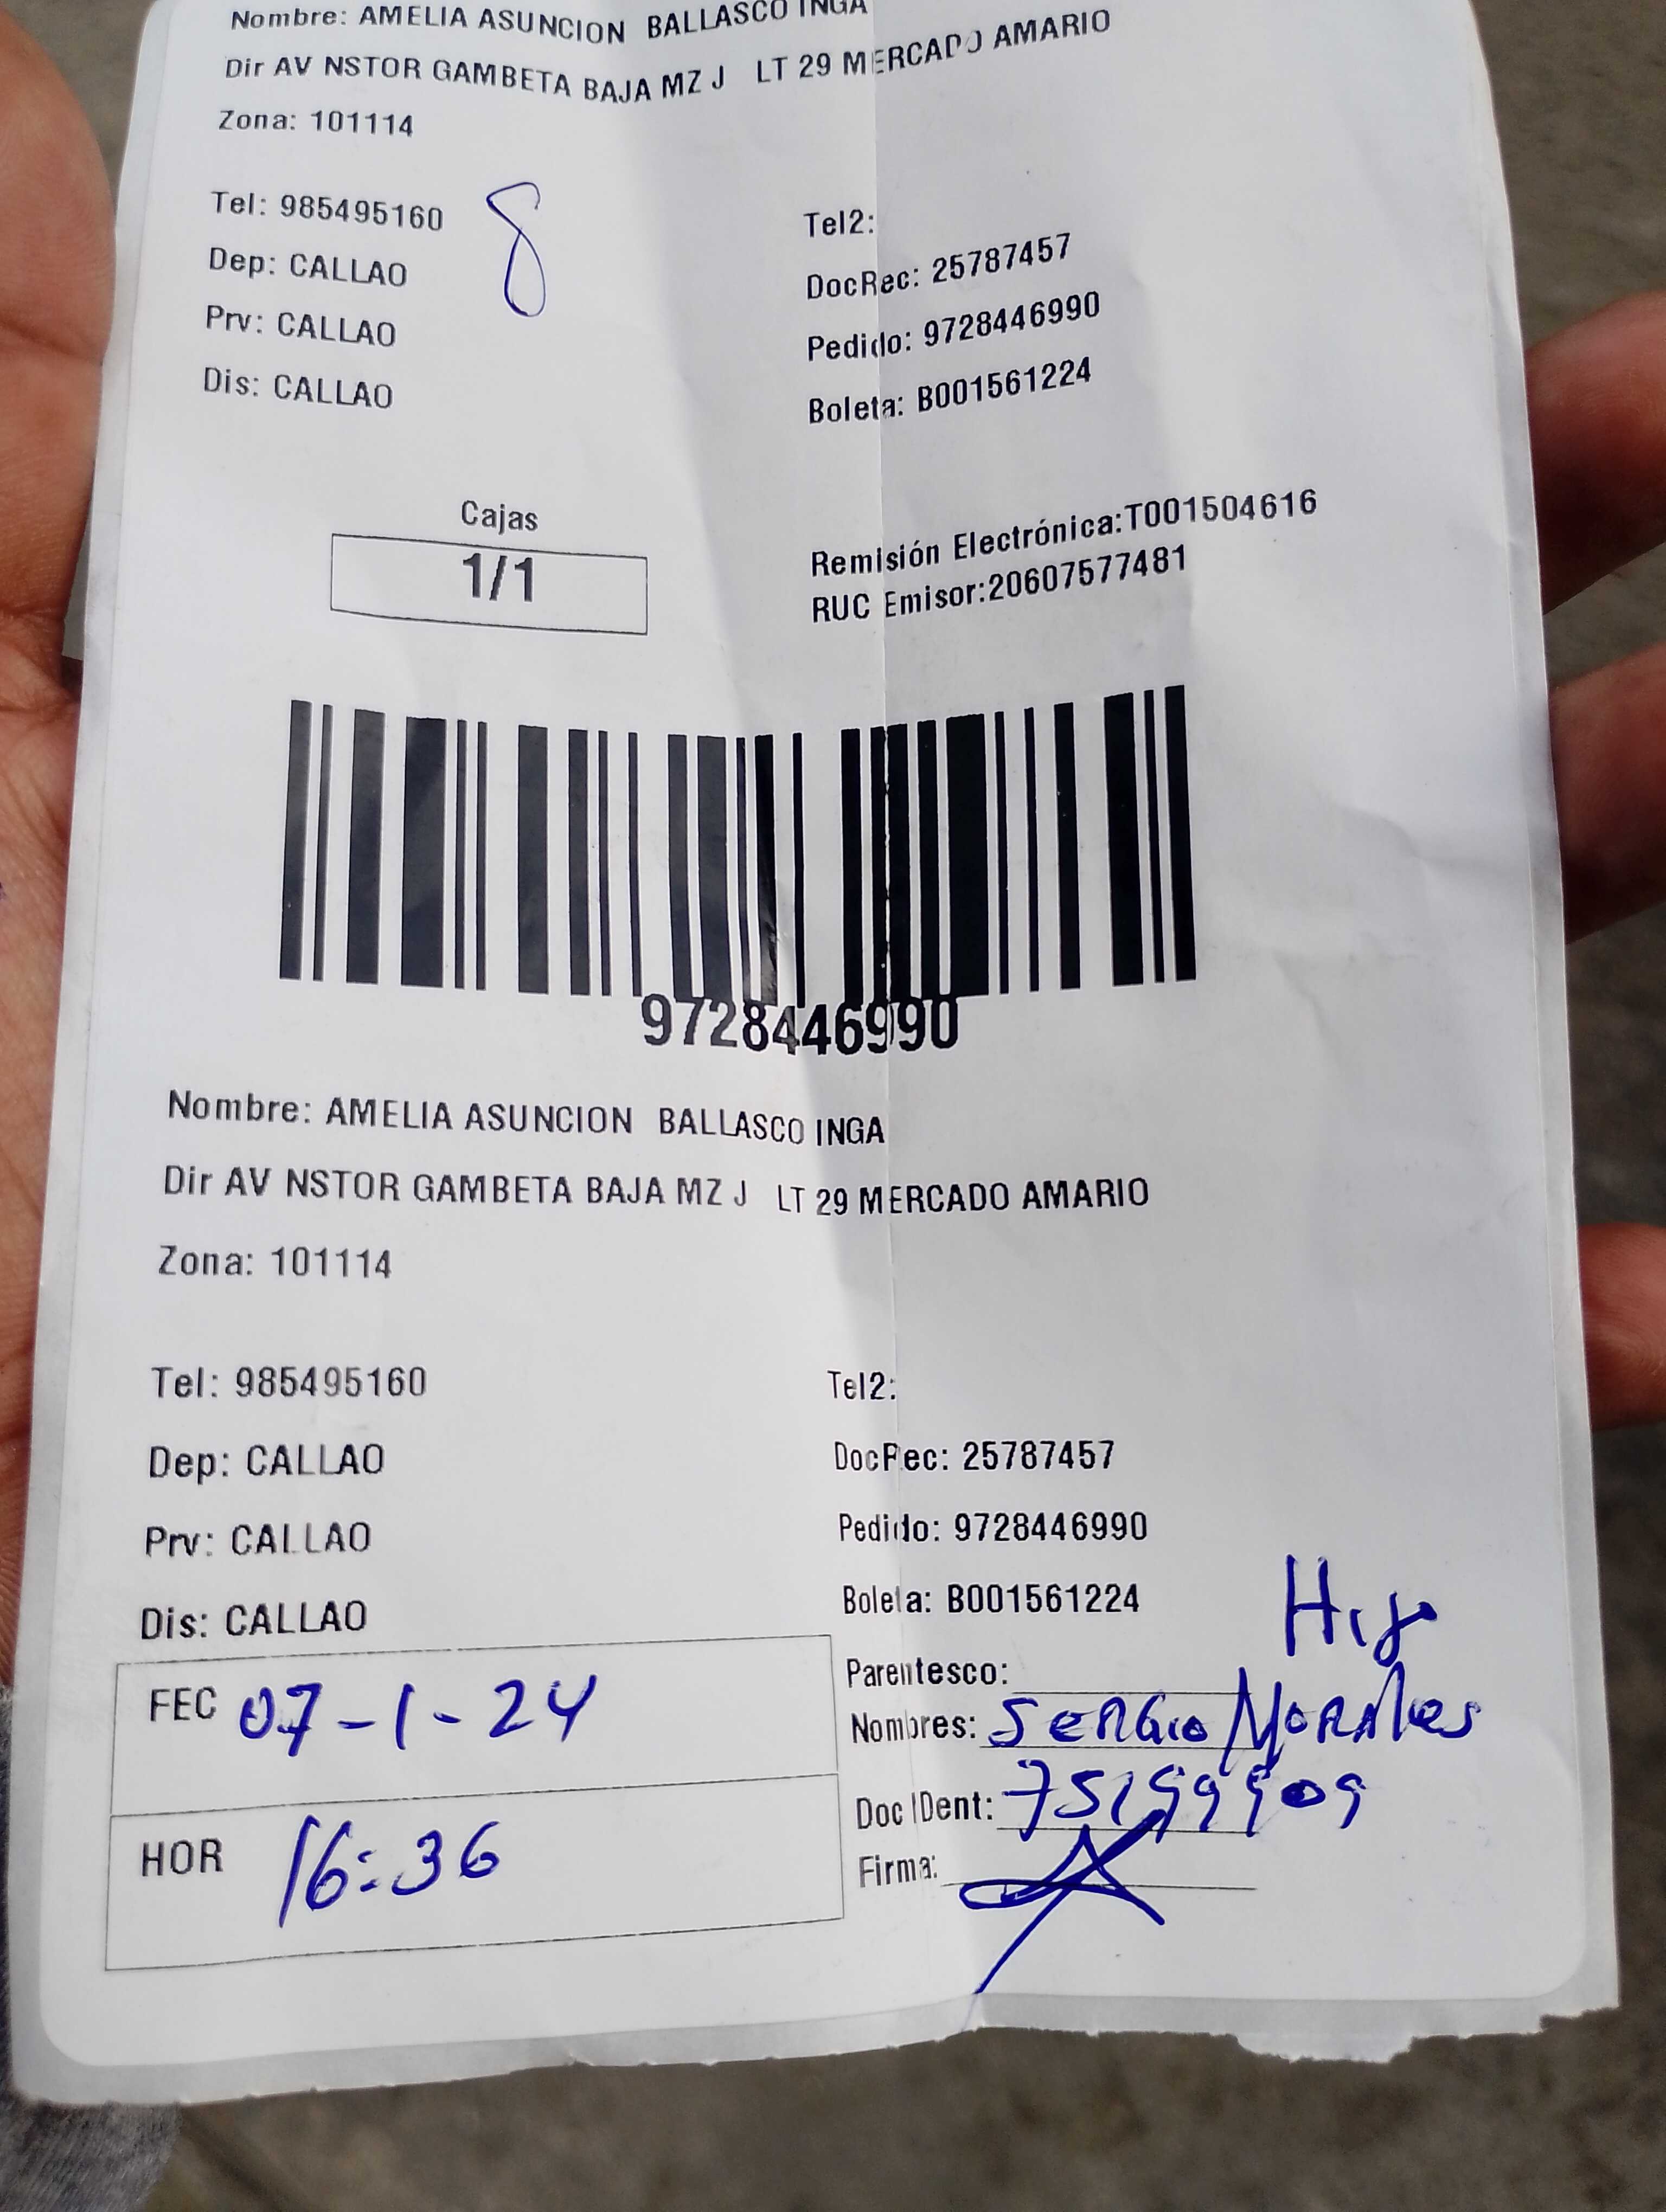 Nombre: AMELIA ASUNCION BALLASCO INGA
Dir AV NSTOR GAMBETA BAJA MZ J LT 29 MERCADO AMARIO
Zona: 101114
8
Tel: 985495160
Tel2:
Dep: CALLAO
DocRec: 25787457
Prv: CALLAO
Pedido: 9728446990
Dis: CALLAO
Boleta: B001561224
Cajas
1/1
Remisión Electrónica:T001504616
RUC Emisor:20607577481
9728446990
Nombre: AMELIA ASUNCION BALLASCO INGA
Dir AV NSTOR GAMBETA BAJA MZ J LT 29 MERCADO AMARIO
Zona: 101114
Tel: 985495160
Tel2:
Dep: CALLAO
DocRec: 25787457
Prv: CALLAO
Pedido: 9728446990
Dis: CALLAO
Boleta: B001561224
Hijo
Parentesco:
FEC 07-1-24
Nombres: Sergio Morales
Doc IDent: 75199909
HOR 16:36
Firma: